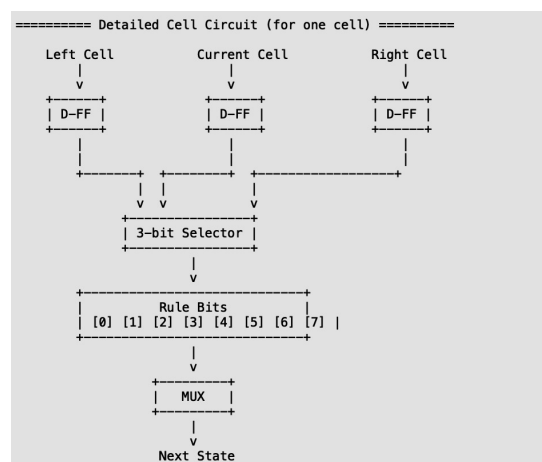 ========== Detailed Cell Circuit (for one cell) ==========
Left Cell Current Cell Right Cell
| D-FF | | D-FF | | D-FF |
| 3-bit Selector |
Rule Bits
| [0] [1] [2] [3] [4] [5] [6] [7] |
| MUX |
Next State